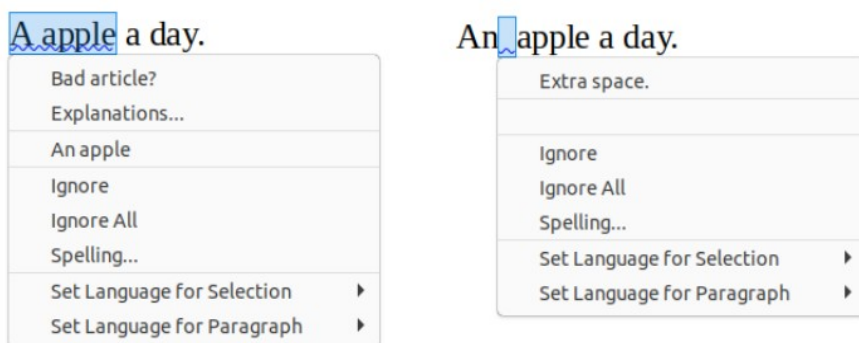 A apple a day.
Bad article?
Explanations...
An apple
Ignore
Ignore All
Spelling...
Set Language for Selection
Set Language for Paragraph
An  apple a day.
Extra space.
Ignore
Ignore All
Spelling...
Set Language for Selection
Set Language for Paragraph